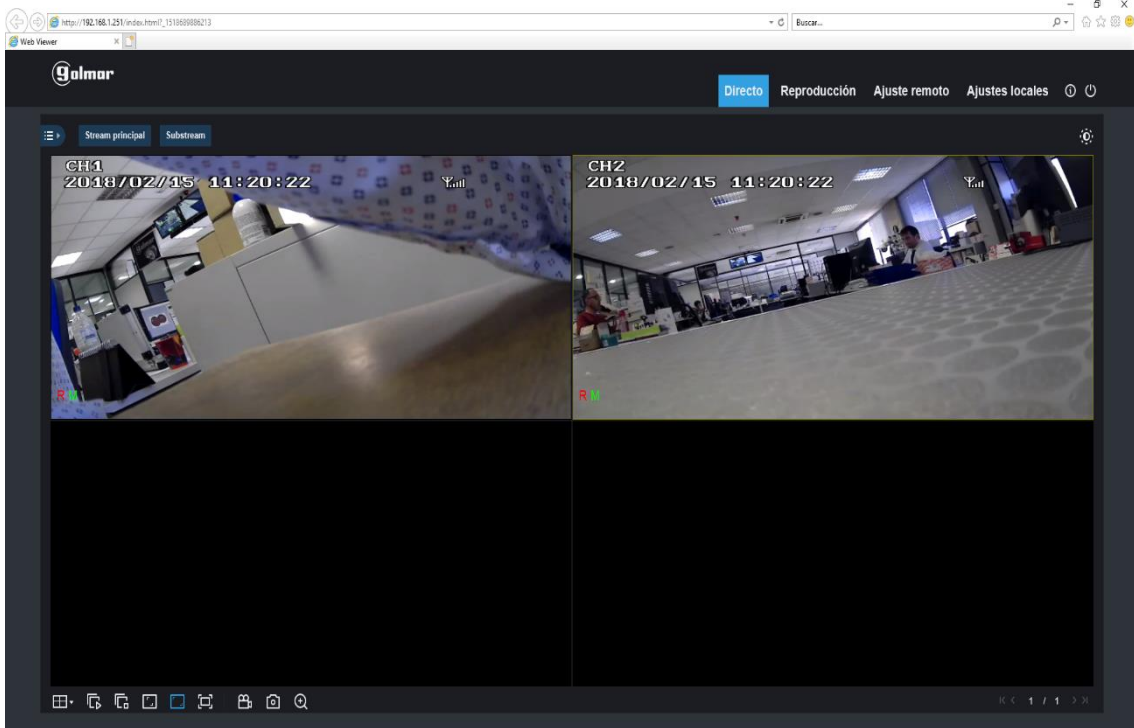 http://192.168.1.251/index.html?_1518689886213
Buscar...
Web Viewer
golmar
Directo
Reproducción
Ajuste remoto
Ajustes locales
Stream principal
Substream
CH1
2018/02/15 11:20:22
R M
CH2
2018/02/15 11:20:22
R M
1 / 1